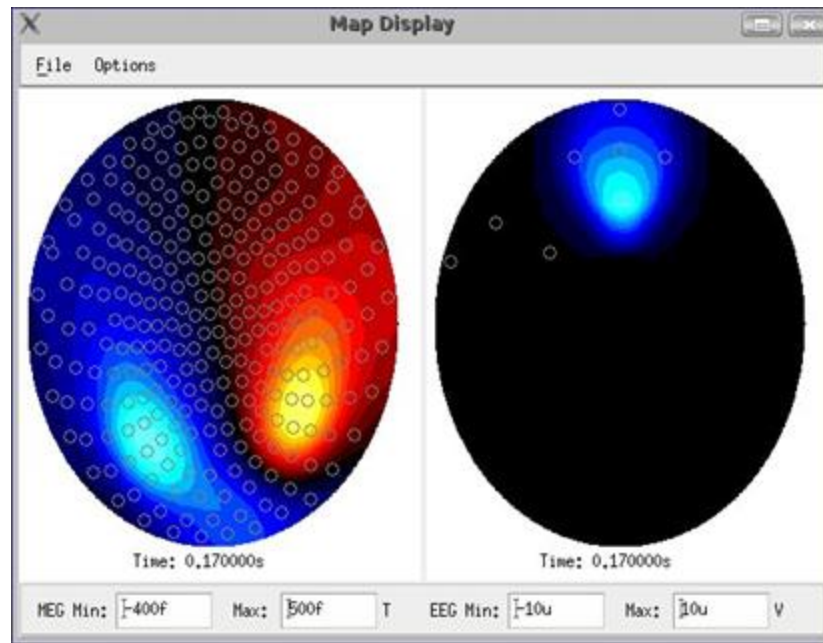 Map Display
File Options
Time: 0.170000s
Time: 0.170000s
MEG Min: -400f Max: 500f T EEG Min: -10u Max: 10u V